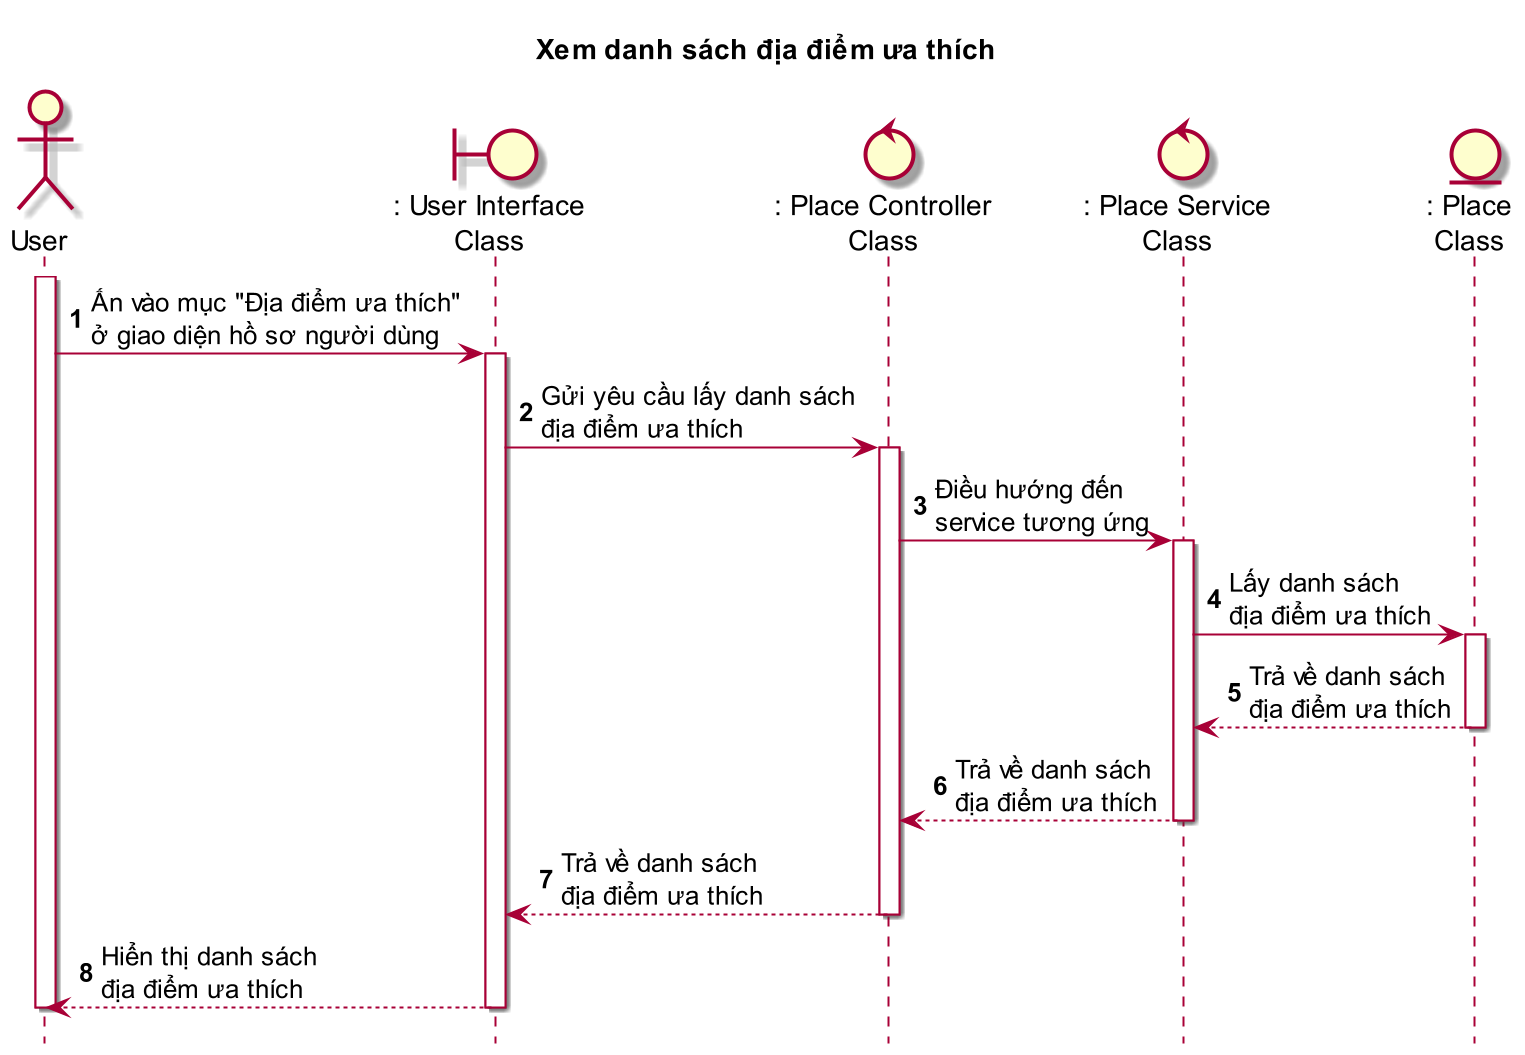 Xem danh sách địa điểm ưa thích
User
: User Interface
Class
: Place Controller
Class
: Place Service
Class
: Place
Class
1 Ấn vào mục "Địa điểm ưa thích"
ở giao diện hồ sơ người dùng
2 Gửi yêu cầu lấy danh sách
địa điểm ưa thích
3 Điều hướng đến
service tương ứng
4 Lấy danh sách
địa điểm ưa thích
5 Trả về danh sách
địa điểm ưa thích
6 Trả về danh sách
địa điểm ưa thích
7 Trả về danh sách
địa điểm ưa thích
8 Hiển thị danh sách
địa điểm ưa thích